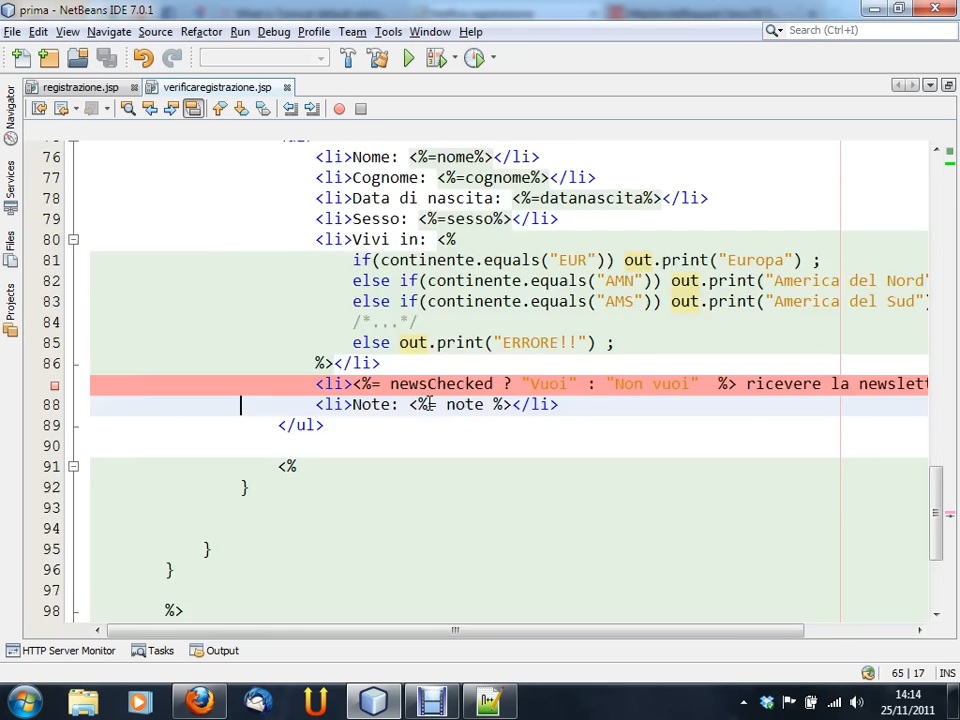 prima - NetBeans IDE 7.0.1
File Edit View Navigate Source Refactor Run Debug Profile Team Tools Window Help
Search (Ctrl+I)
registrazione.jsp
verificaregistrazione.jsp
Navigator
Services
Files
Projects
76 <li>Nome: <%=nome%></li>
77 <li>Cognome: <%=cognome%></li>
78 <li>Data di nascita: <%=datanascita%></li>
79 <li>Sesso: <%=sesso%></li>
80 <li>Vivi in: <%
81 if(continente.equals("EUR")) out.print("Europa") ;
82 else if(continente.equals("AMN")) out.print("America del Nord"
83 else if(continente.equals("AMS")) out.print("America del Sud")
84 /*...*/
85 else out.print("ERRORE!!") ;
86 %></li>
<li><%= newsChecked ? "Vuoi" : "Non vuoi"  %> ricevere la newslett
88 <li>Note: <%= note %></li>
89 </ul>
90
91 <%
92 }
93
94
95 }
96 }
97
98 %>
HTTP Server Monitor
Tasks
Output
65 | 17
INS
14:14
25/11/2011